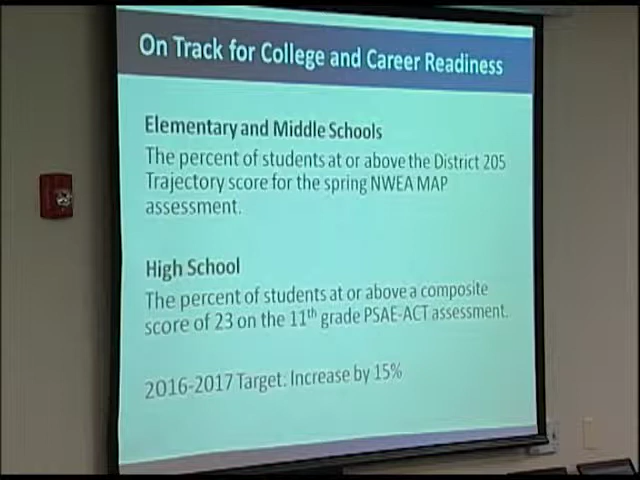 On Track for College and Career Readiness
Elementary and Middle Schools
The percent of students at or above the District 205
Trajectory score for the spring NWEA MAP
assessment.
High School
The percent of students at or above a composite
score of 23 on the 11th grade PSAE-ACT assessment.
2016-2017 Target: Increase by 15%